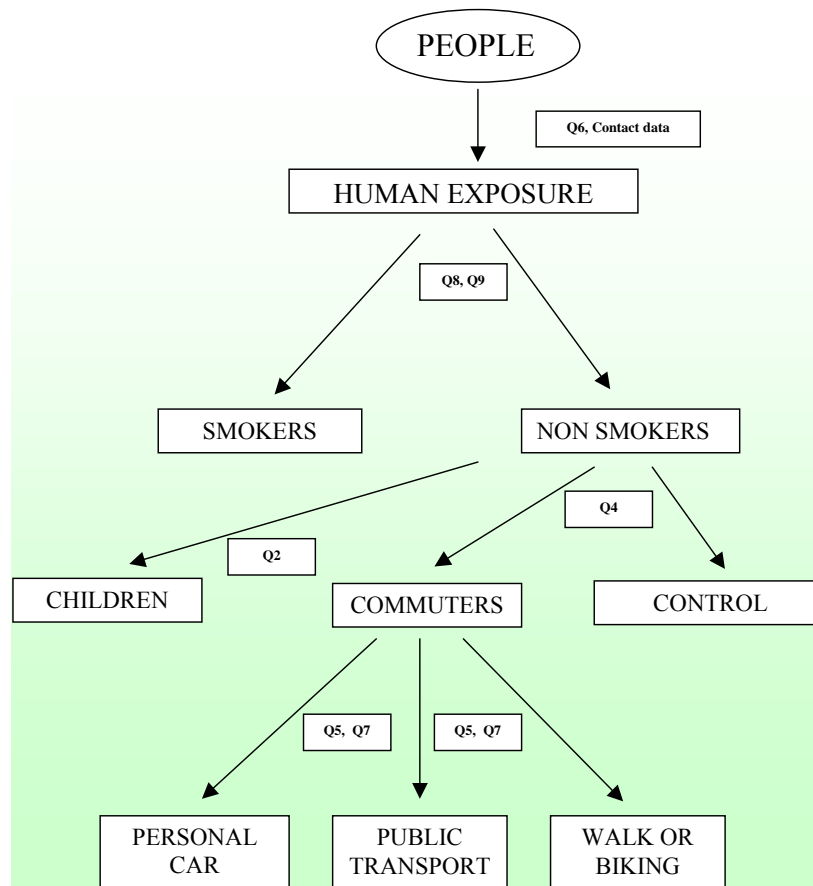 PEOPLE
Q6, Contact data
HUMAN EXPOSURE
Q8, Q9
SMOKERS
NON SMOKERS
Q4
Q2
CHILDREN
COMMUTERS
CONTROL
Q5, Q7
Q5, Q7
PERSONAL
CAR
PUBLIC
TRANSPORT
WALK OR
BIKING